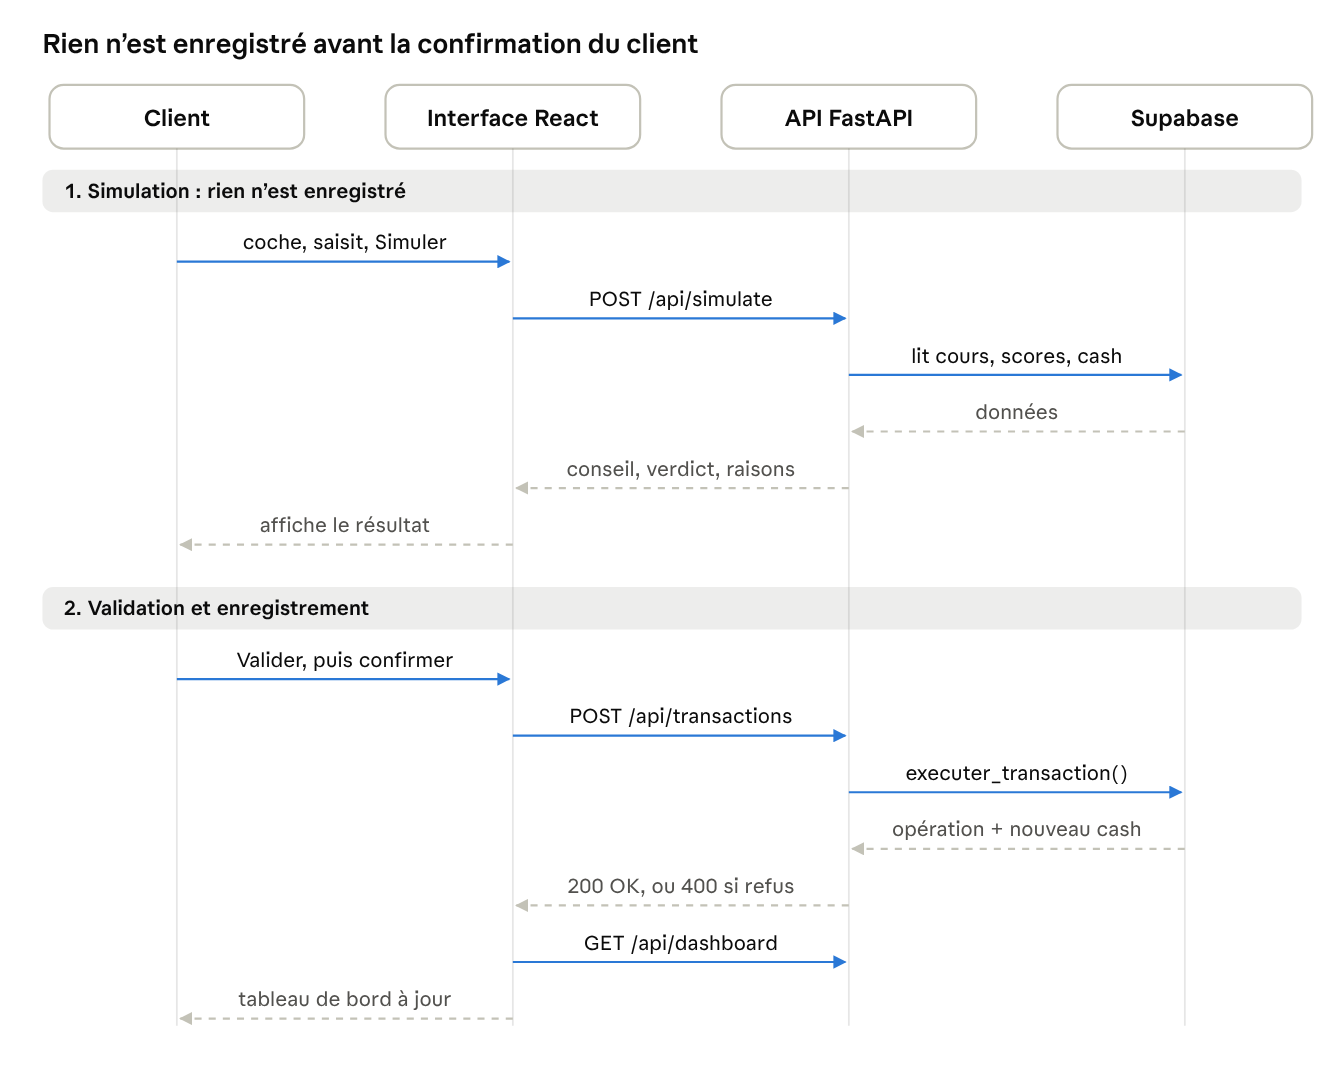 Rien n’est enregistré avant la confirmation du client
Client
Interface React
API FastAPI
Supabase
1. Simulation : rien n’est enregistré
coche, saisit, Simuler
POST /api/simulate
lit cours, scores, cash
données
conseil, verdict, raisons
affiche le résultat
2. Validation et enregistrement
Valider, puis confirmer
POST /api/transactions
executer_transaction()
opération + nouveau cash
200 OK, ou 400 si refus
GET /api/dashboard
tableau de bord à jour